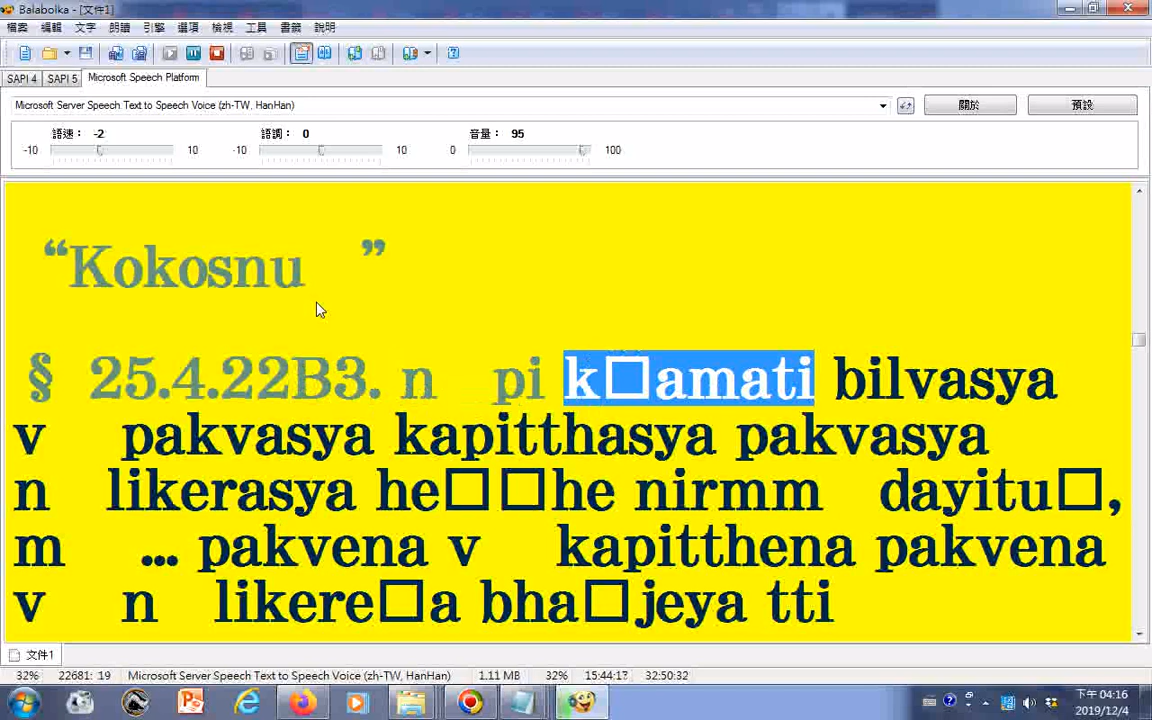 Balabolka - [文件1]
檔案 編輯 文字 朗讀 引擎 選項 檢視 工具 書籤 說明
SAPI 4 SAPI 5 Microsoft Speech Platform
Microsoft Server Speech Text to Speech Voice (zh-TW, HanHan) 關於 預設
語速： -2 語調： 0 音量： 95
-10 10 -10 10 0 100
“Kokosnu ”
§ 25.4.22B3. n pi k□amati bilvasya
v pakvasya kapitthasya pakvasya
n likerasya he□□he nirmm dayitu□,
m ... pakvena v kapitthena pakvena
v n likere□a bha□jeya tti
文件1
32% 22681: 19 Microsoft Server Speech Text to Speech Voice (zh-TW, HanHan) 1.11 MB 32% 15:44:17 32:50:32
下午 04:16
2019/12/4